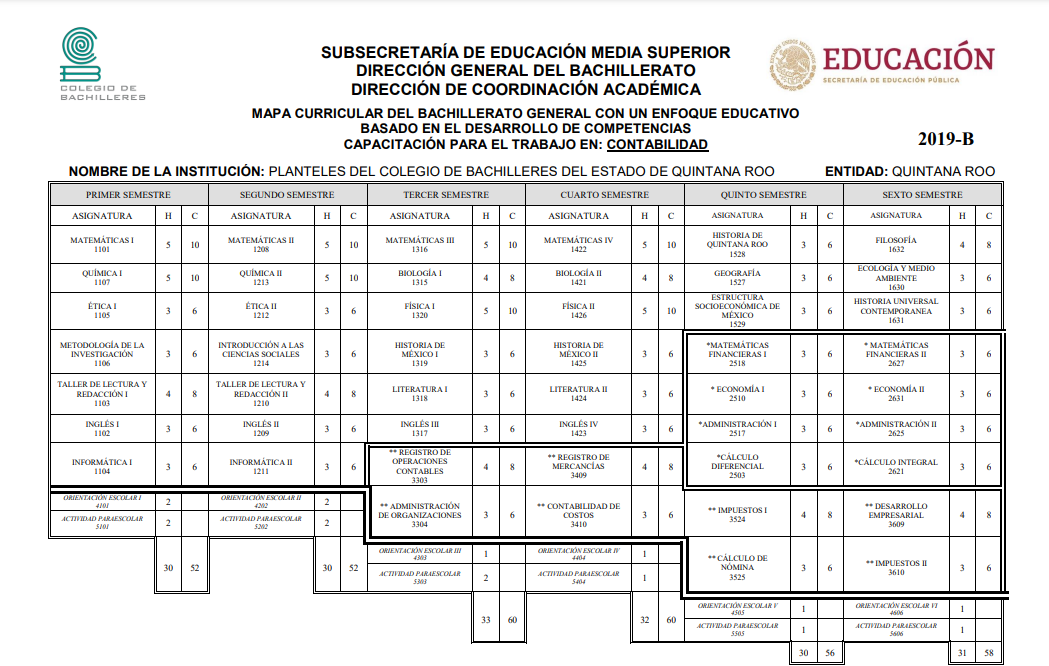 COLEGIO DE
BACHILLERES
SUBSECRETARÍA DE EDUCACIÓN MEDIA SUPERIOR
DIRECCIÓN GENERAL DEL BACHILLERATO
DIRECCIÓN DE COORDINACIÓN ACADÉMICA
EDUCACIÓN
SECRETARÍA DE EDUCACIÓN PÚBLICA
MAPA CURRICULAR DEL BACHILLERATO GENERAL CON UN ENFOQUE EDUCATIVO
BASADO EN EL DESARROLLO DE COMPETENCIAS
CAPACITACIÓN PARA EL TRABAJO EN: CONTABILIDAD
2019-B
NOMBRE DE LA INSTITUCIÓN: PLANTELES DEL COLEGIO DE BACHILLERES DEL ESTADO DE QUINTANA ROO ENTIDAD: QUINTANA ROO
PRIMER SEMESTRE
ASIGNATURA H C
MATEMÁTICAS I
1101
5 10
QUÍMICA I
1107
5 10
ÉTICA I
1105
3 6
METODOLOGÍA DE LA
INVESTIGACIÓN
1106
3 6
TALLER DE LECTURA Y
REDACCIÓN I
1103
4 8
INGLÉS I
1102
3 6
INFORMÁTICA I
1104
3 6
ORIENTACIÓN ESCOLAR I
4101
2
ACTIVIDAD PARAESCOLAR
5101
2
30 52
SEGUNDO SEMESTRE
ASIGNATURA H C
MATEMÁTICAS II
1208
5 10
QUÍMICA II
1213
5 10
ÉTICA II
1212
3 6
INTRODUCCIÓN A LAS
CIENCIAS SOCIALES
1214
3 6
TALLER DE LECTURA Y
REDACCIÓN II
1210
4 8
INGLÉS II
1209
3 6
INFORMÁTICA II
1211
3 6
ORIENTACIÓN ESCOLAR II
4202
2
ACTIVIDAD PARAESCOLAR
5202
2
30 52
TERCER SEMESTRE
ASIGNATURA H C
MATEMÁTICAS III
1316
5 10
BIOLOGÍA I
1315
4 8
FÍSICA I
1320
5 10
HISTORIA DE
MÉXICO I
1319
3 6
LITERATURA I
1318
3 6
INGLÉS III
1317
3 6
** REGISTRO DE
OPERACIONES
CONTABLES
3303
4 8
** ADMINISTRACIÓN
DE ORGANIZACIONES
3304
3 6
ORIENTACIÓN ESCOLAR III
4303
1
ACTIVIDAD PARAESCOLAR
5303
2
33 60
CUARTO SEMESTRE
ASIGNATURA H C
MATEMÁTICAS IV
1422
5 10
BIOLOGÍA II
1421
4 8
FÍSICA II
1426
5 10
HISTORIA DE
MÉXICO II
1425
3 6
LITERATURA II
1424
3 6
INGLÉS IV
1423
3 6
** REGISTRO DE
MERCANCÍAS
3409
4 8
** CONTABILIDAD DE
COSTOS
3410
3 6
ORIENTACIÓN ESCOLAR IV
4404
1
ACTIVIDAD PARAESCOLAR
5404
1
32 60
QUINTO SEMESTRE
ASIGNATURA H C
HISTORIA DE
QUINTANA ROO
1528
3 6
GEOGRAFÍA
1527
3 6
ESTRUCTURA
SOCIOECONÓMICA DE
MÉXICO
1529
3 6
*MATEMÁTICAS
FINANCIERAS I
2518
3 6
* ECONOMÍA I
2510
3 6
*ADMINISTRACIÓN I
2517
3 6
*CÁLCULO
DIFERENCIAL
2503
3 6
** IMPUESTOS I
3524
4 8
** CÁLCULO DE
NÓMINA
3525
3 6
ORIENTACIÓN ESCOLAR V
4505
1
ACTIVIDAD PARAESCOLAR
5505
1
30 56
SEXTO SEMESTRE
ASIGNATURA H C
FILOSOFÍA
1632
4 8
ECOLOGÍA Y MEDIO
AMBIENTE
1630
3 6
HISTORIA UNIVERSAL
CONTEMPORANEA
1631
3 6
* MATEMÁTICAS
FINANCIERAS II
2627
3 6
* ECONOMÍA II
2631
3 6
*ADMINISTRACIÓN II
2625
3 6
*CÁLCULO INTEGRAL
2621
3 6
** DESARROLLO
EMPRESARIAL
3609
4 8
** IMPUESTOS II
3610
3 6
ORIENTACIÓN ESCOLAR VI
4606
1
ACTIVIDAD PARAESCOLAR
5606
1
31 58